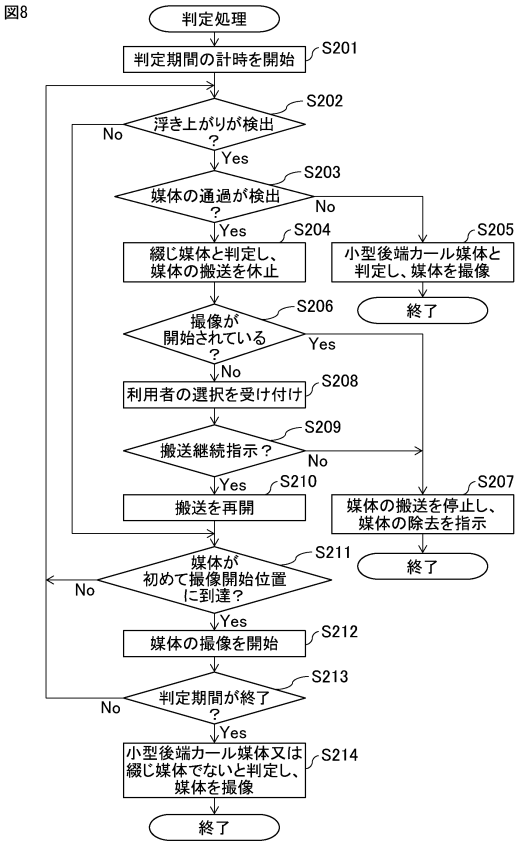 図8
判定処理
判定期間の計時を開始
S201
S202
浮き上がりが検出
?
No
Yes
S203
媒体の通過が検出
?
No
Yes
S204
綴じ媒体と判定し、
媒体の搬送を休止
S205
小型後端カール媒体と
判定し、媒体を撮像
終了
S206
撮像が
開始されている
?
Yes
No
S208
利用者の選択を受け付け
S209
搬送継続指示?
No
Yes
S210
搬送を再開
S207
媒体の搬送を停止し、
媒体の除去を指示
終了
S211
媒体が
初めて撮像開始位置
に到達?
No
Yes
S212
媒体の撮像を開始
S213
判定期間が終了
?
No
Yes
S214
小型後端カール媒体又は
綴じ媒体でないと判定し、
媒体を撮像
終了